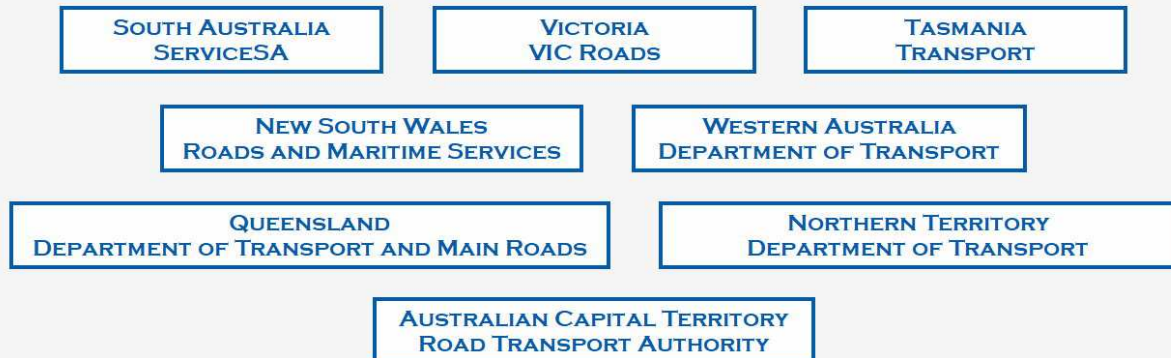 South Australia
ServiceSA
Victoria
VIC Roads
Tasmania
Transport
New South Wales
Roads and Maritime Services
Western Australia
Department of Transport
Queensland
Department of Transport and Main Roads
Northern Territory
Department of Transport
Australian Capital Territory
Road Transport Authority